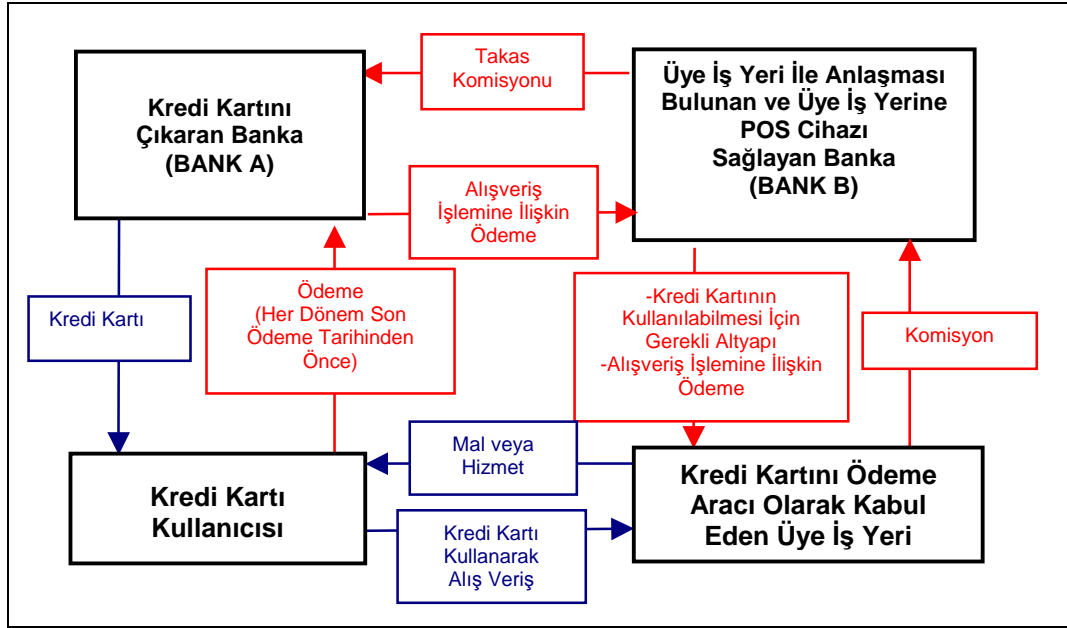 Takas
Komisyonu
Kredi Kartını
Çıkaran Banka
(BANK A)
Üye İş Yeri İle Anlaşması
Bulunan ve Üye İş Yerine
POS Cihazı
Sağlayan Banka
(BANK B)
Alışveriş
İşlemine İlişkin
Ödeme
Kredi Kartı
Ödeme
(Her Dönem Son
Ödeme Tarihinden
Önce)
-Kredi Kartının
Kullanılabilmesi İçin
Gerekli Altyapı
-Alışveriş İşlemine İlişkin
Ödeme
Komisyon
Mal veya
Hizmet
Kredi Kartı
Kullanıcısı
Kredi Kartı
Kullanarak
Alış Veriş
Kredi Kartını Ödeme
Aracı Olarak Kabul
Eden Üye İş Yeri